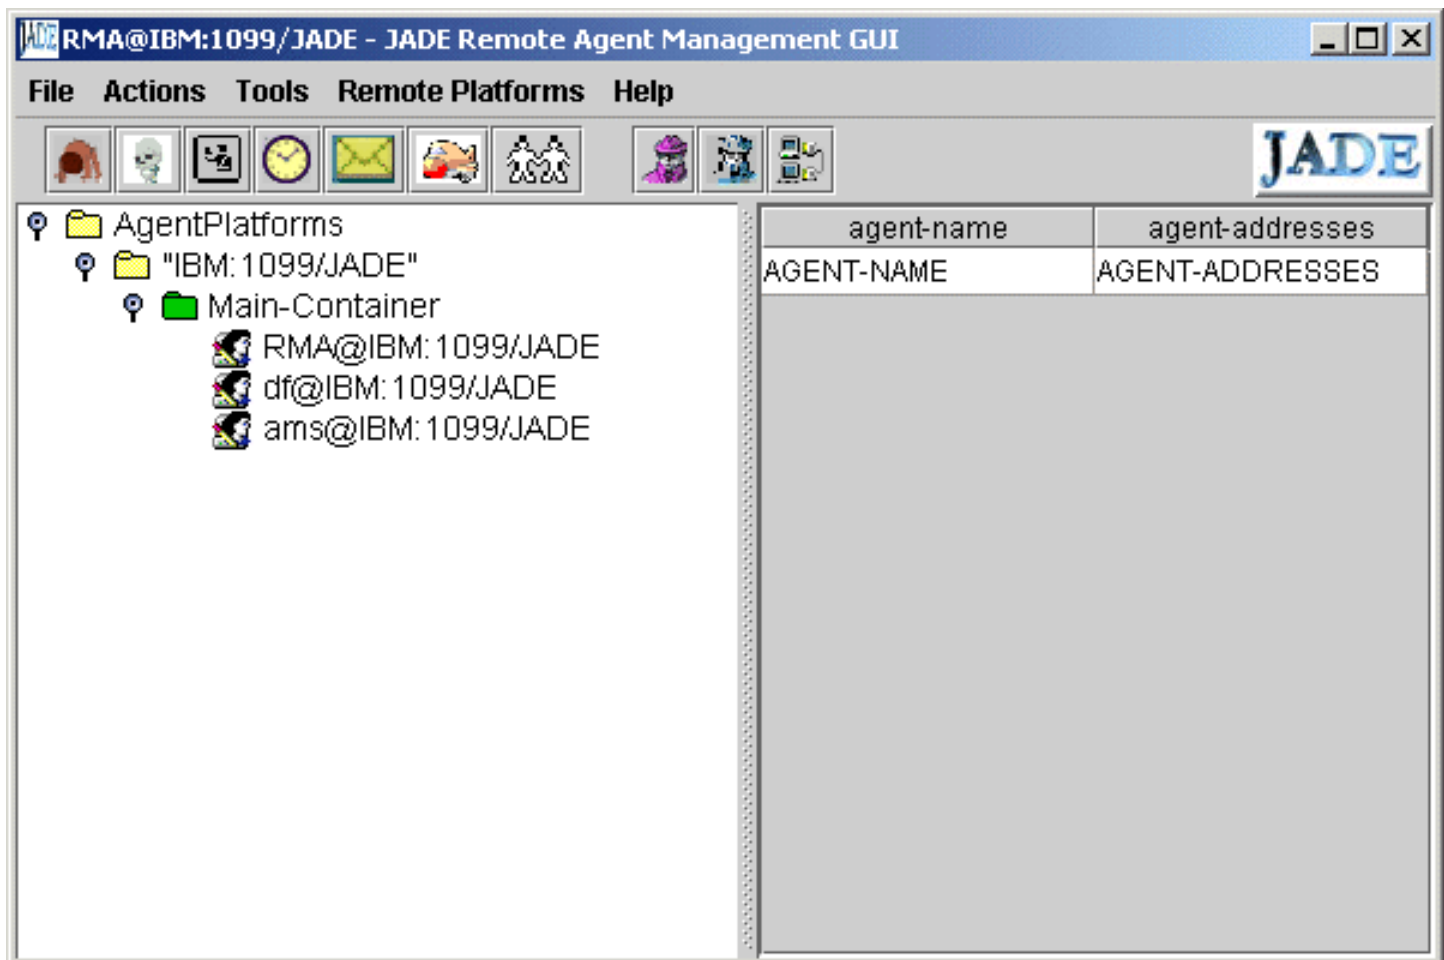 RMA@IBM:1099/JADE - JADE Remote Agent Management GUI
File Actions Tools Remote Platforms Help
JADE
AgentPlatforms
"IBM:1099/JADE"
Main-Container
RMA@IBM:1099/JADE
df@IBM:1099/JADE
ams@IBM:1099/JADE
agent-name agent-addresses
AGENT-NAME AGENT-ADDRESSES